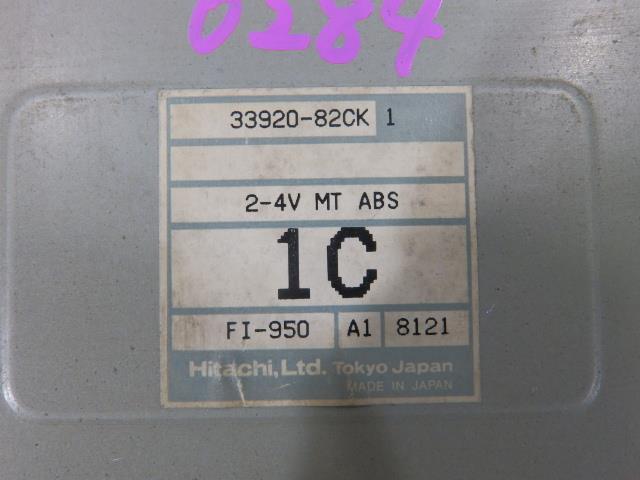 0284
33920-82CK 1
2-4V MT ABS
1C
FI-950 A1 8121
Hitachi, Ltd. Tokyo Japan
MADE IN JAPAN